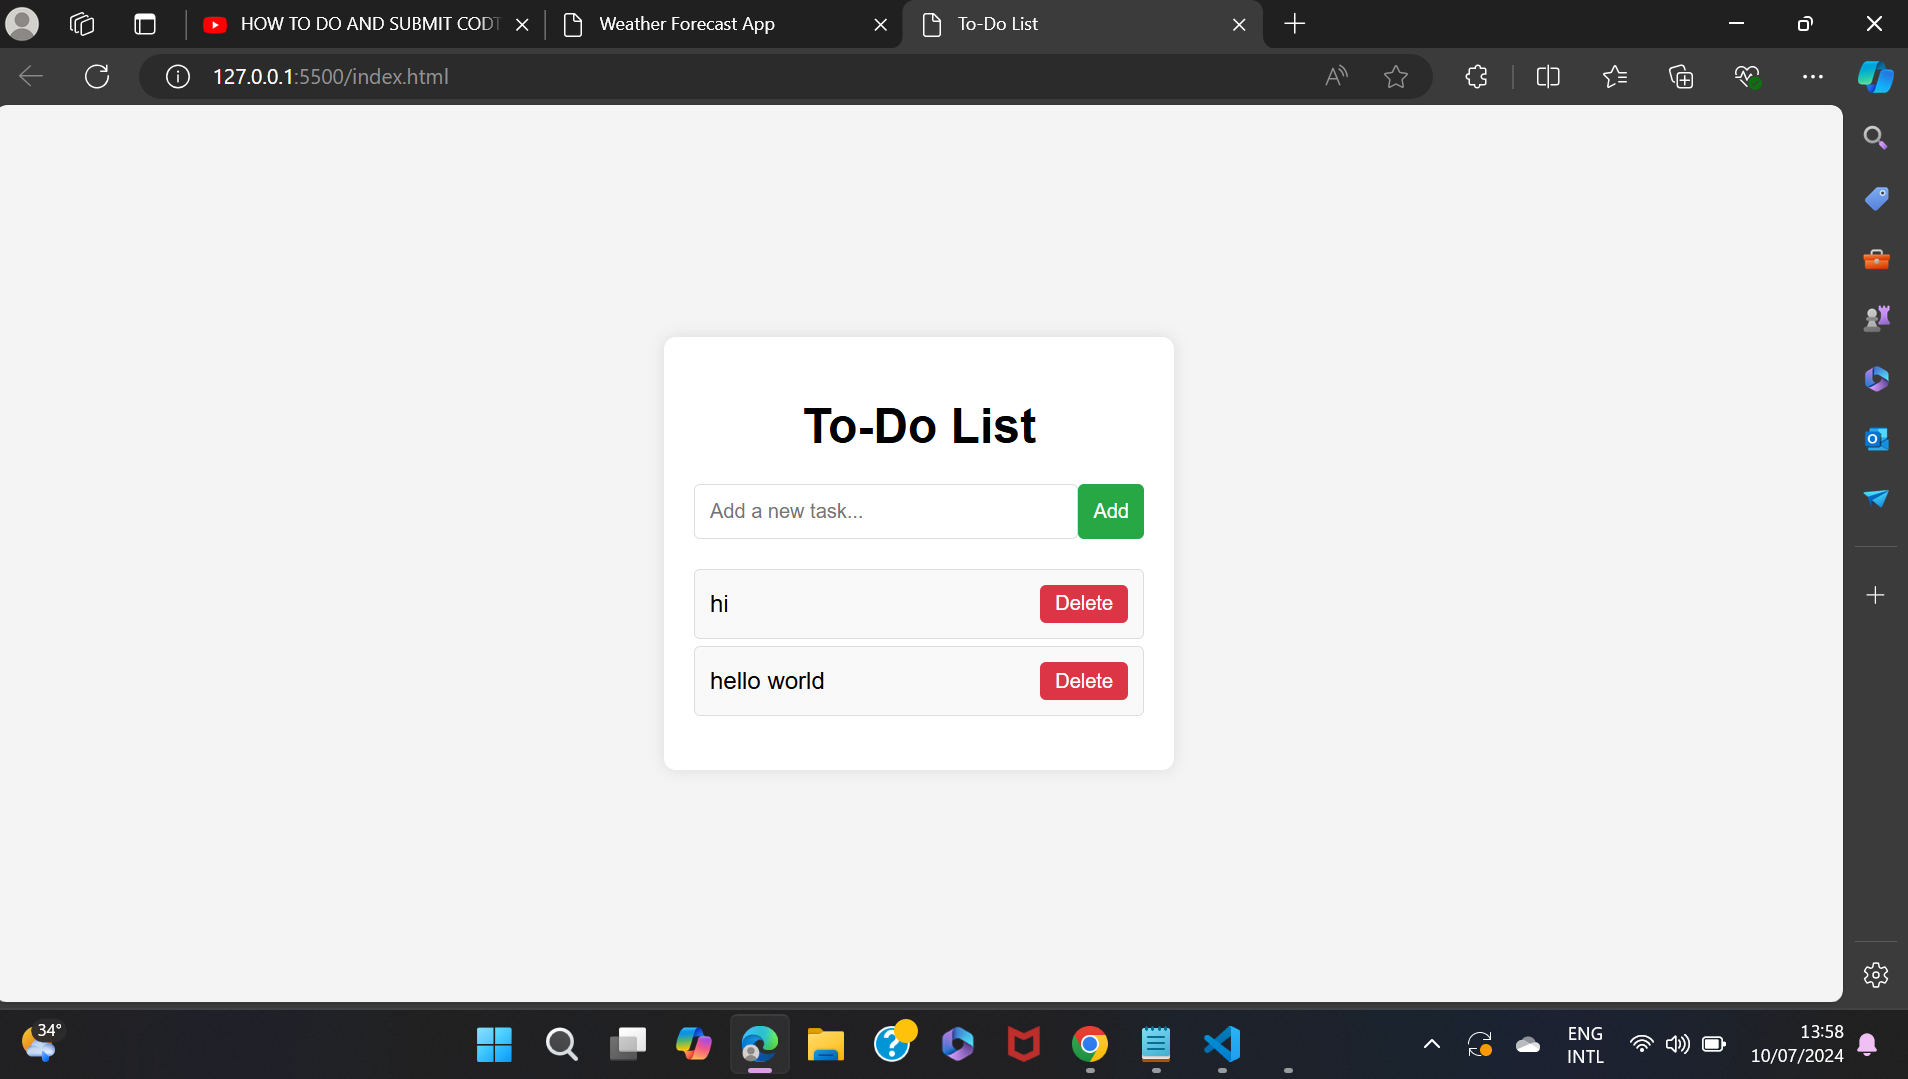 HOW TO DO AND SUBMIT CODT
Weather Forecast App
To-Do List
127.0.0.1:5500/index.html
To-Do List
Add a new task...
Add
hi
Delete
hello world
Delete
34°
ENG
INTL
13:58
10/07/2024